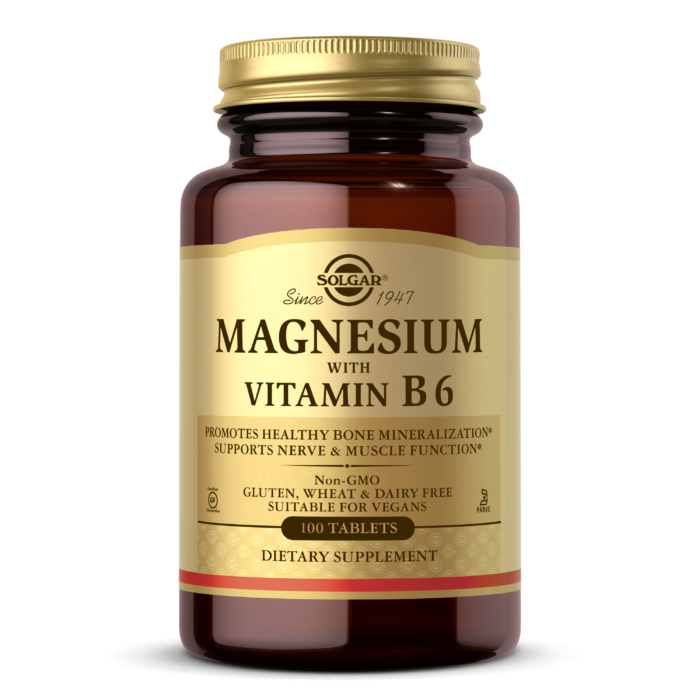 SOLGAR®
Since 1947
MAGNESIUM
WITH
VITAMIN B6
PROMOTES HEALTHY BONE MINERALIZATION*
SUPPORTS NERVE & MUSCLE FUNCTION*
Non-GMO
GLUTEN, WHEAT & DAIRY FREE
SUITABLE FOR VEGANS
GF
PARVE
100 TABLETS
DIETARY SUPPLEMENT